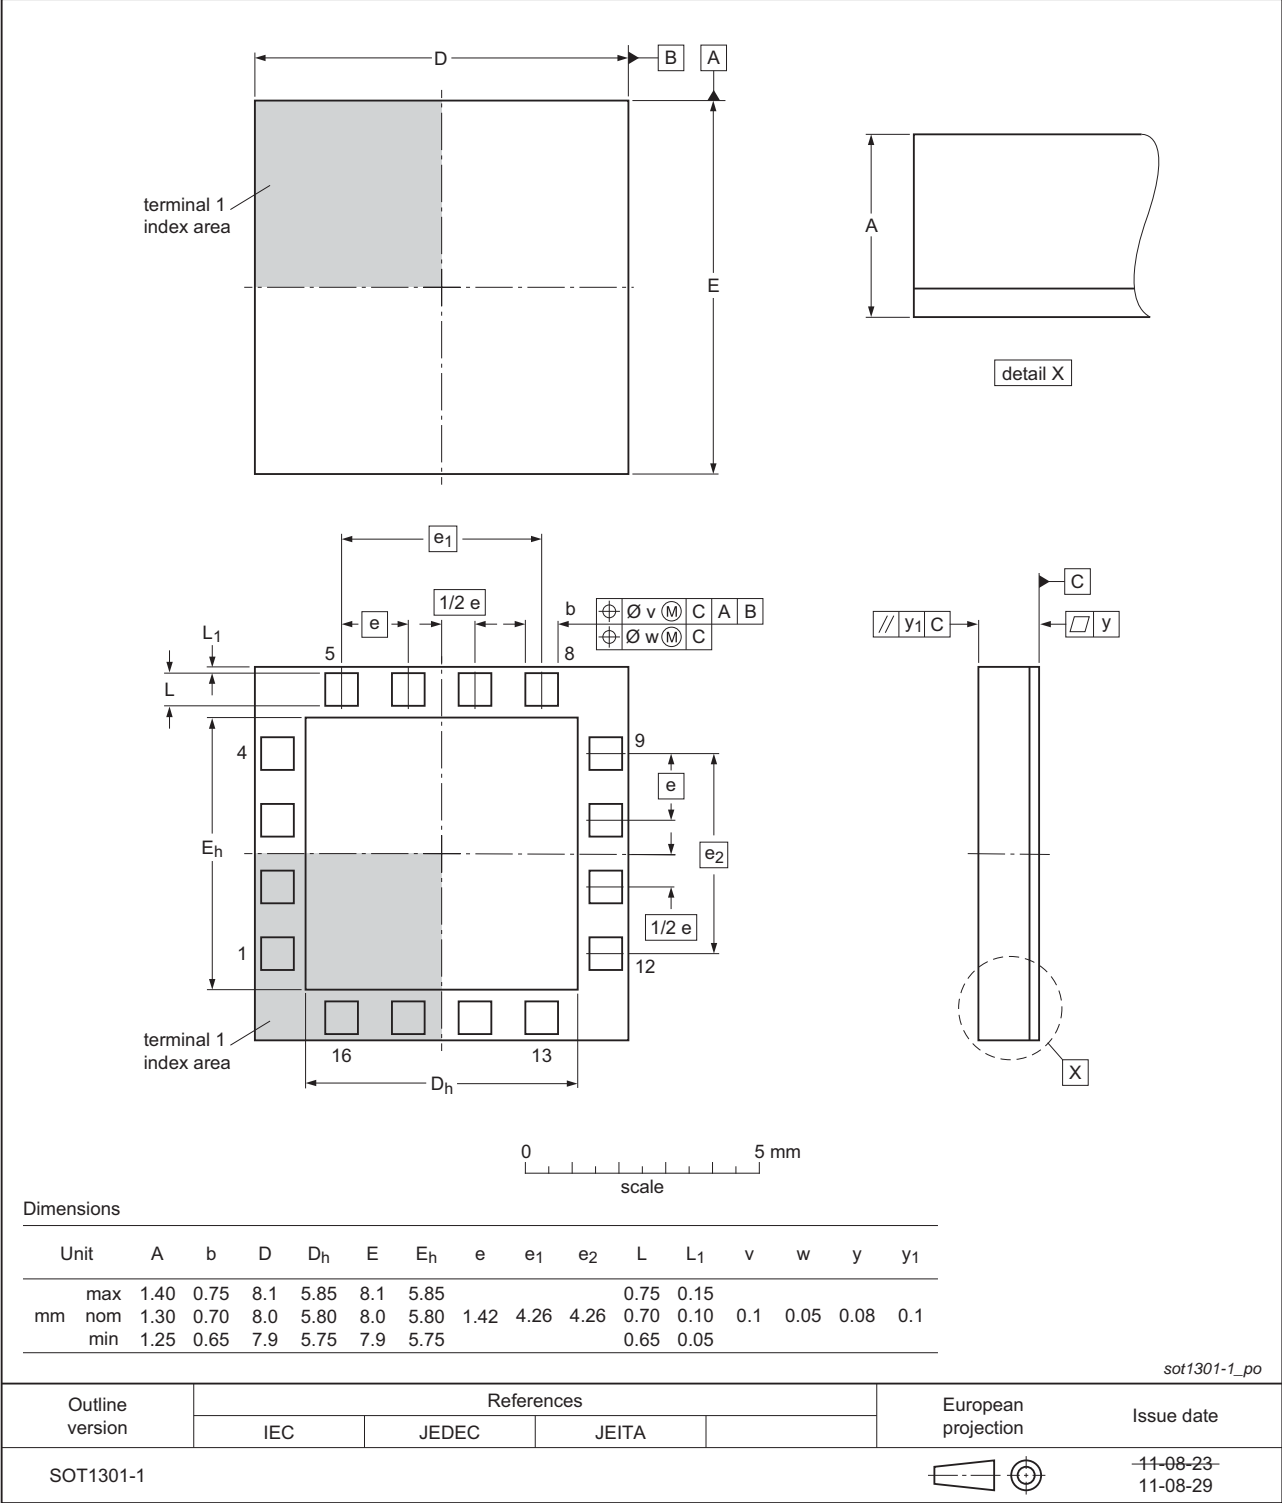 D
B
A
terminal 1
index area
E
A
detail X
e1
1/2 e
e
b
Ø v Ⓜ C A B
Ø w Ⓜ C
L1
L
5
8
4
9
e
Eh
e2
1/2 e
1
12
terminal 1
index area
16
13
Dh
C
// y1 C
y
X
0
5 mm
scale
Dimensions
Unit A b D Dh E Eh e e1 e2 L L1 v w y y1
max 1.40 0.75 8.1 5.85 8.1 5.85 0.75 0.15
mm nom 1.30 0.70 8.0 5.80 8.0 5.80 1.42 4.26 4.26 0.70 0.10 0.1 0.05 0.08 0.1
min 1.25 0.65 7.9 5.75 7.9 5.75 0.65 0.05
sot1301-1_po
Outline
version
References
IEC JEDEC JEITA
European
projection
Issue date
SOT1301-1
11-08-23
11-08-29